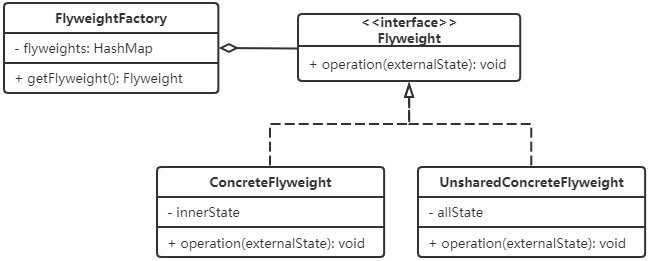 FlyweightFactory
- flyweights: HashMap
+ getFlyweight(): Flyweight
<<interface>>
Flyweight
+ operation(externalState): void
ConcreteFlyweight
- innerState
+ operation(externalState): void
UnsharedConcreteFlyweight
- allState
+ operation(externalState): void